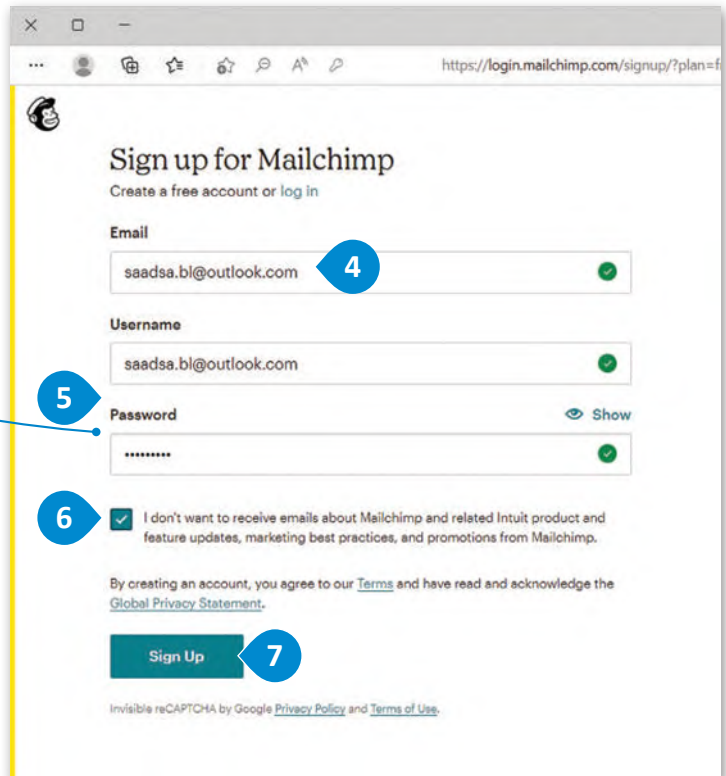 https://login.mailchimp.com/signup/?plan=f
Sign up for Mailchimp
Create a free account or log in
Email
saadsa.bl@outlook.com
4
Username
saadsa.bl@outlook.com
5
Password
Show
•••••••••
6
I don't want to receive emails about Mailchimp and related Intuit product and
feature updates, marketing best practices, and promotions from Mailchimp.
By creating an account, you agree to our Terms and have read and acknowledge the
Global Privacy Statement.
Sign Up
7
Invisible reCAPTCHA by Google Privacy Policy and Terms of Use.